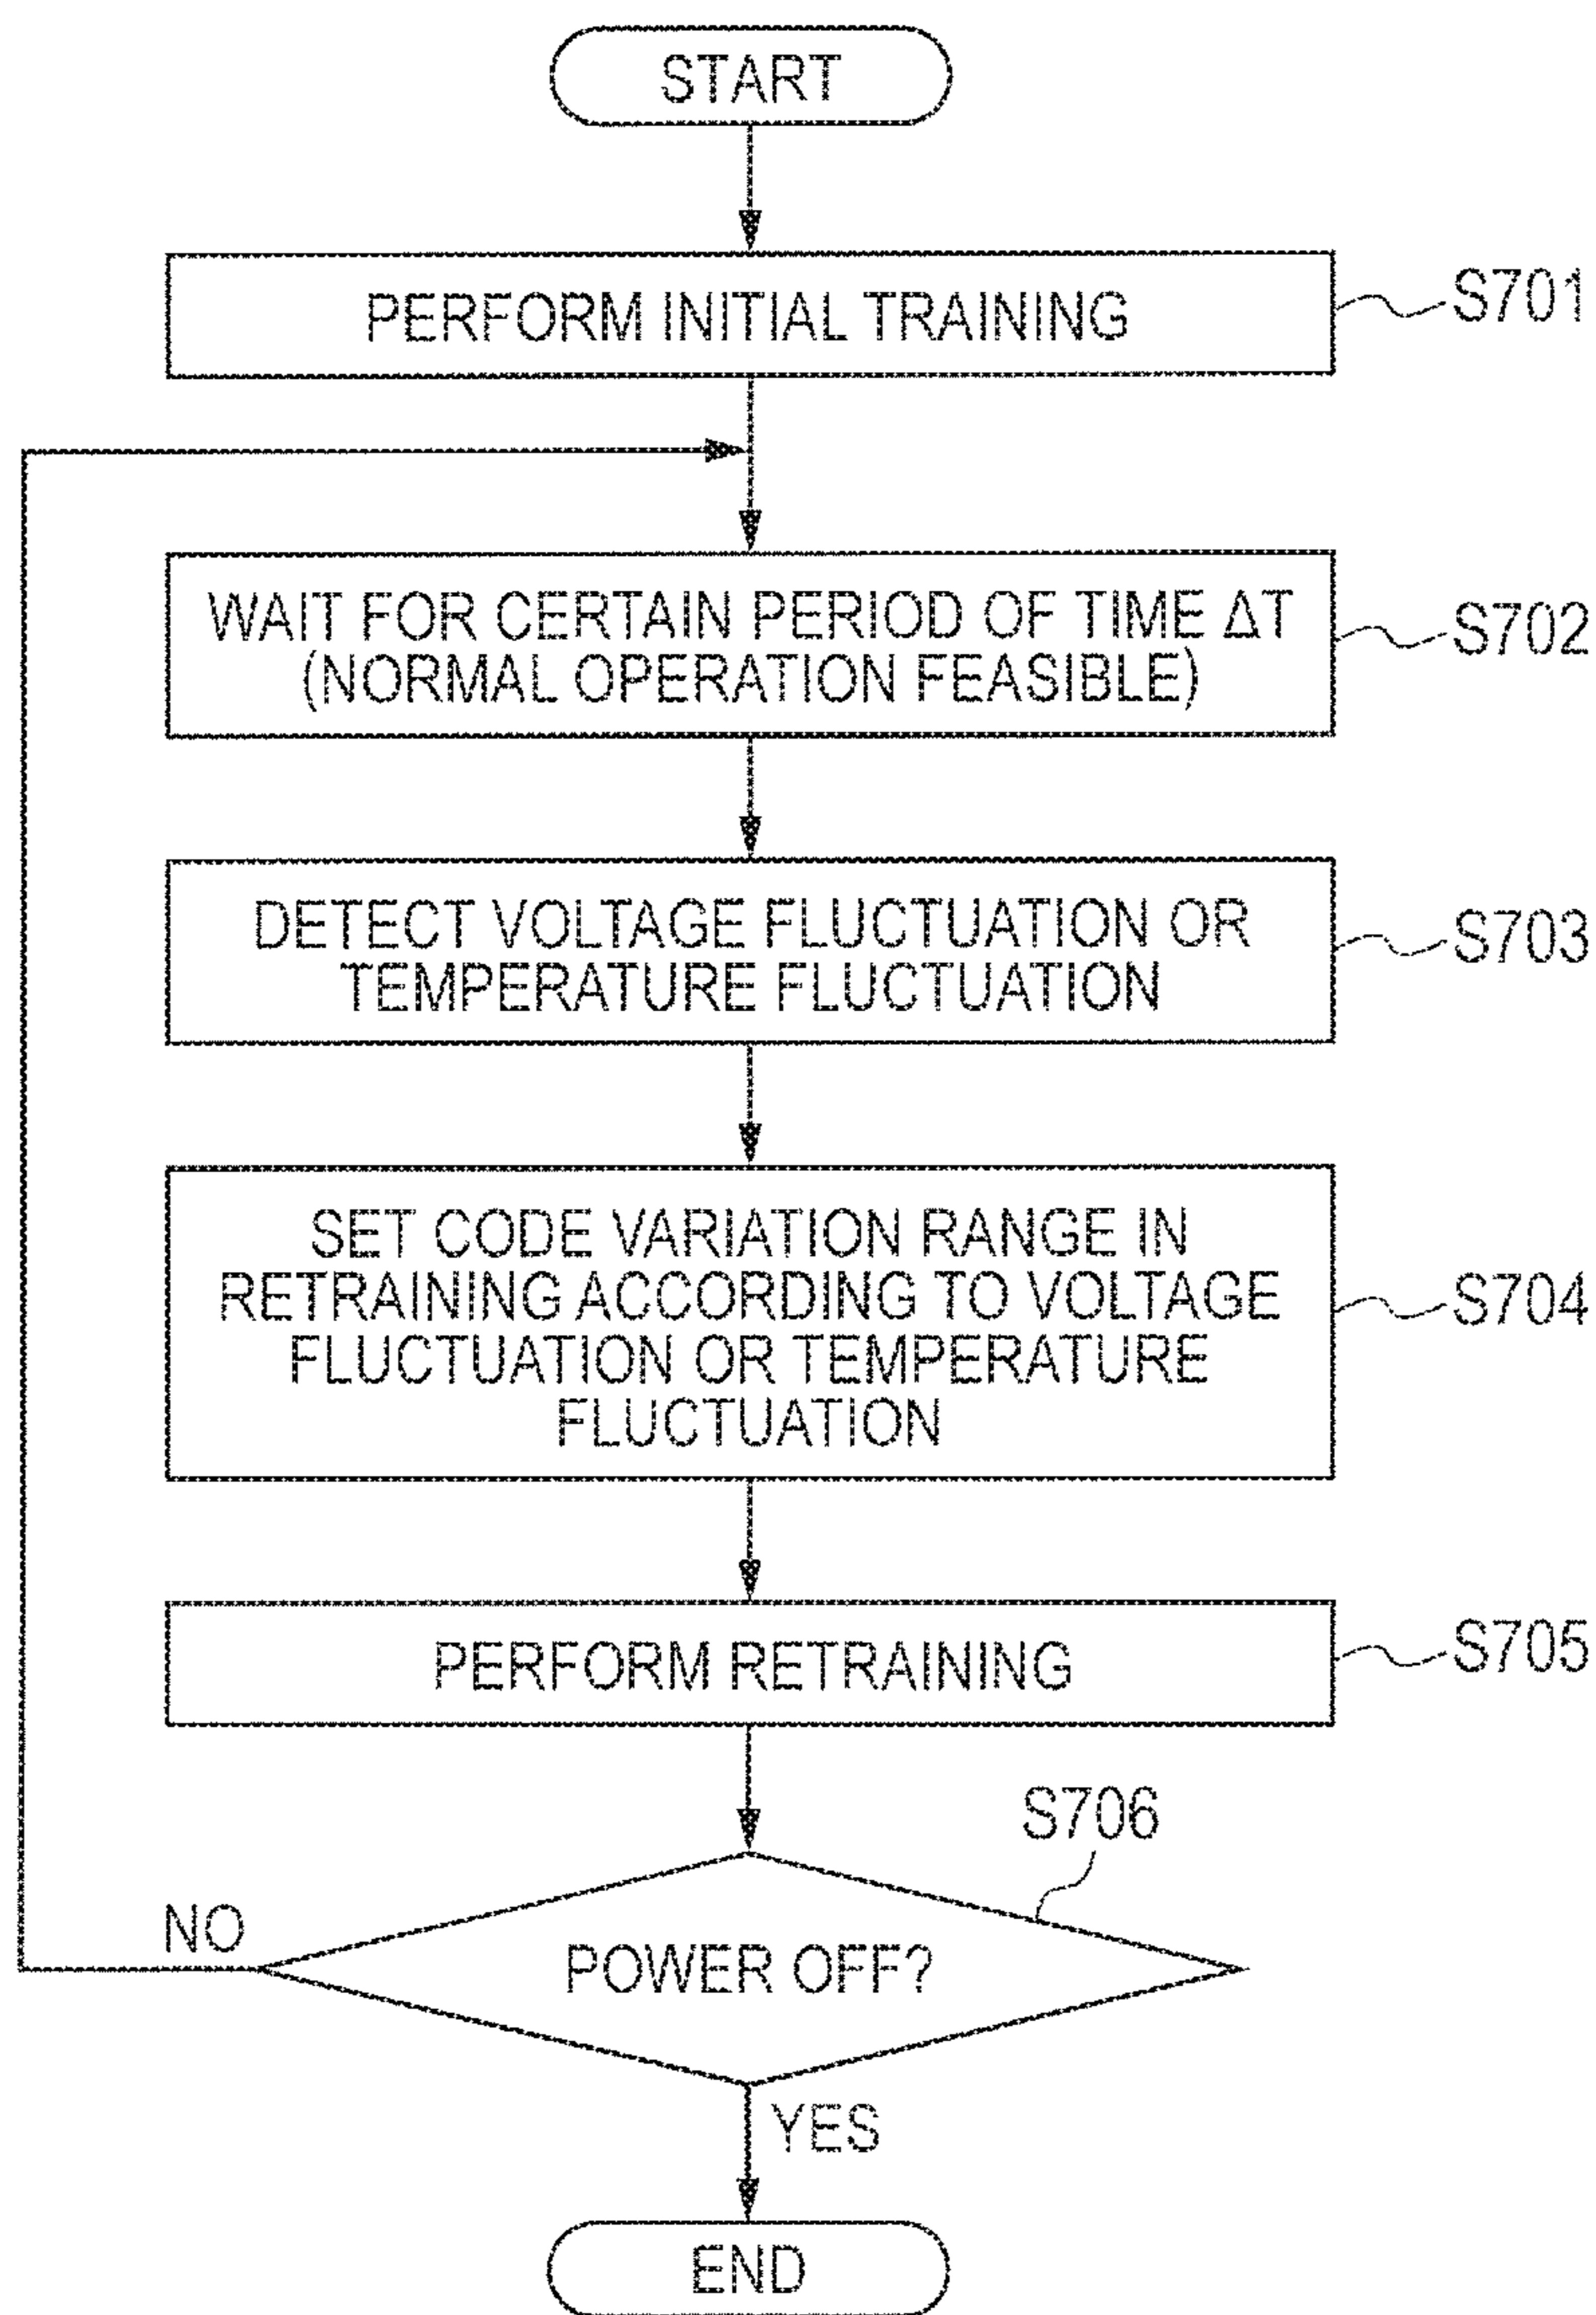 START
PERFORM INITIAL TRAINING
S701
WAIT FOR CERTAIN PERIOD OF TIME ΔT
(NORMAL OPERATION FEASIBLE)
S702
DETECT VOLTAGE FLUCTUATION OR
TEMPERATURE FLUCTUATION
S703
SET CODE VARIATION RANGE IN
RETRAINING ACCORDING TO VOLTAGE
FLUCTUATION OR TEMPERATURE
FLUCTUATION
S704
PERFORM RETRAINING
S705
S706
NO
POWER OFF?
YES
END